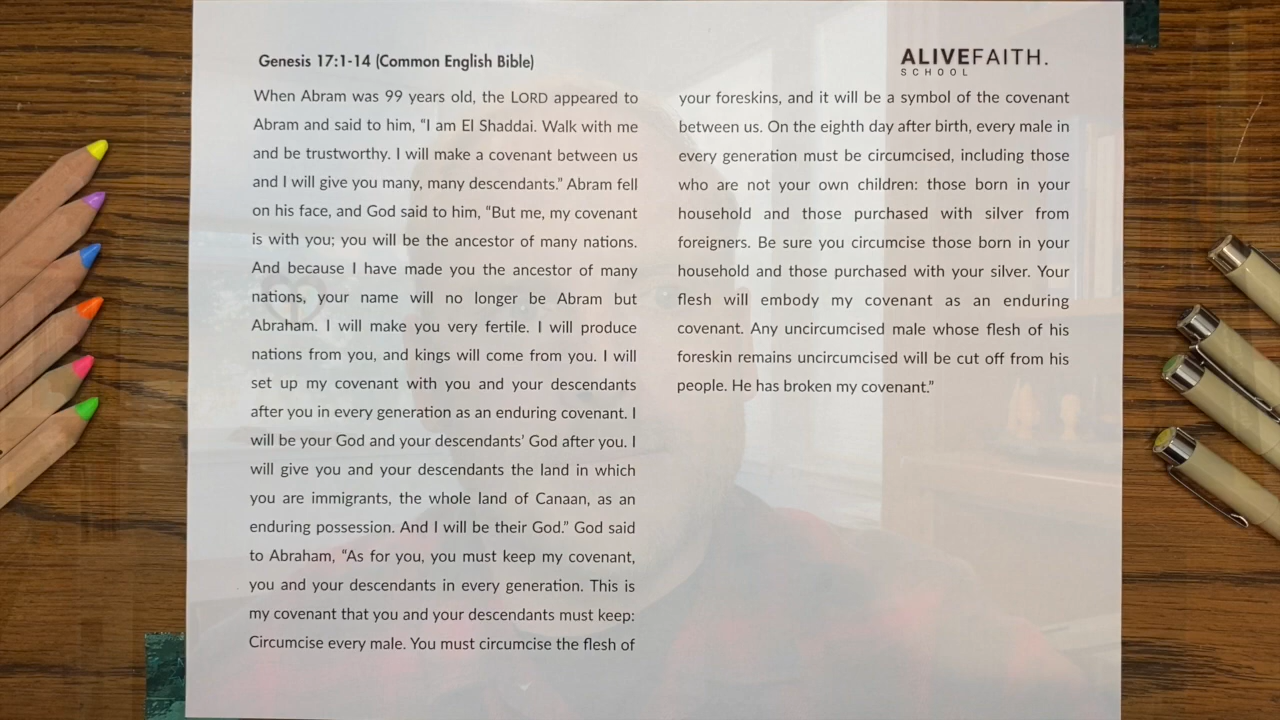 Genesis 17:1-14 (Common English Bible)
ALIVEFAITH.
SCHOOL
When Abram was 99 years old, the LORD appeared to
Abram and said to him, “I am El Shaddai. Walk with me
and be trustworthy. I will make a covenant between us
and I will give you many, many descendants.” Abram fell
on his face, and God said to him, “But me, my covenant
is with you; you will be the ancestor of many nations.
And because I have made you the ancestor of many
nations, your name will no longer be Abram but
Abraham. I will make you very fertile. I will produce
nations from you, and kings will come from you. I will
set up my covenant with you and your descendants
after you in every generation as an enduring covenant. I
will be your God and your descendants’ God after you. I
will give you and your descendants the land in which
you are immigrants, the whole land of Canaan, as an
enduring possession. And I will be their God.” God said
to Abraham, “As for you, you must keep my covenant,
you and your descendants in every generation. This is
my covenant that you and your descendants must keep:
Circumcise every male. You must circumcise the flesh of
your foreskins, and it will be a symbol of the covenant
between us. On the eighth day after birth, every male in
every generation must be circumcised, including those
who are not your own children: those born in your
household and those purchased with silver from
foreigners. Be sure you circumcise those born in your
household and those purchased with your silver. Your
flesh will embody my covenant as an enduring
covenant. Any uncircumcised male whose flesh of his
foreskin remains uncircumcised will be cut off from his
people. He has broken my covenant.”